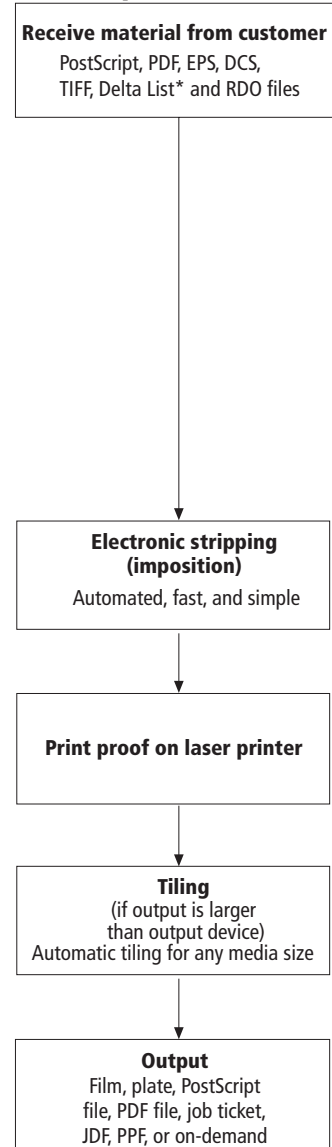 Receive material from customer
PostScript, PDF, EPS, DCS,
TIFF, Delta List* and RDO files
Electronic stripping
(imposition)
Automated, fast, and simple
Print proof on laser printer
Tiling
(if output is larger
than output device)
Automatic tiling for any media size
Output
Film, plate, PostScript
file, PDF file, job ticket,
JDF, PPF, or on-demand